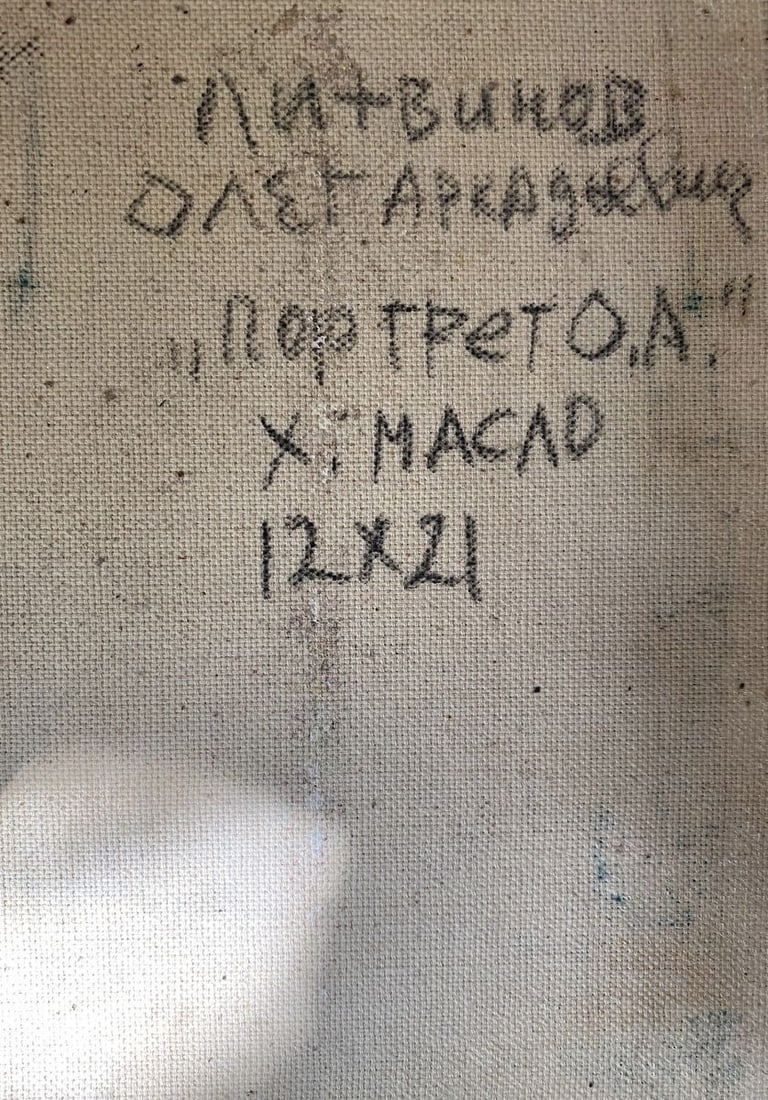 Литвинов
ОЛЕГ АРКАДЬЕВИЧ
„Портрет О.А."
Х. МАСЛО
12х21